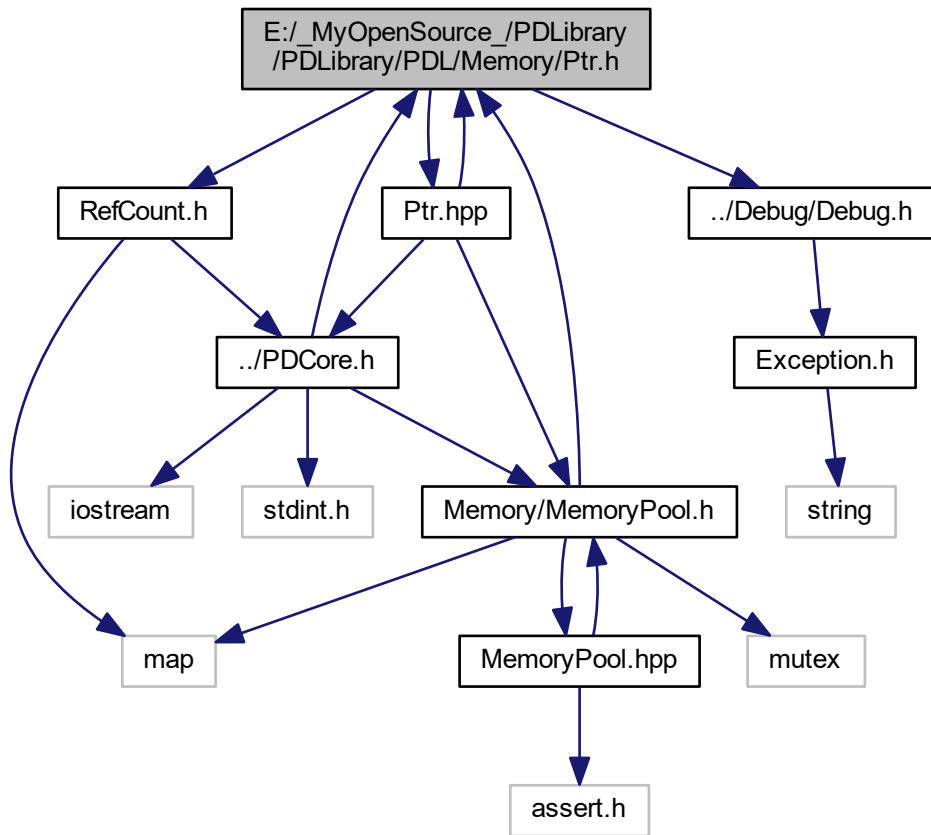 E:/_MyOpenSource_/PDLibrary
/PDLibrary/PDL/Memory/Ptr.h
RefCount.h
Ptr.hpp
../Debug/Debug.h
../PDCore.h
Exception.h
iostream
stdint.h
Memory/MemoryPool.h
string
map
MemoryPool.hpp
mutex
assert.h